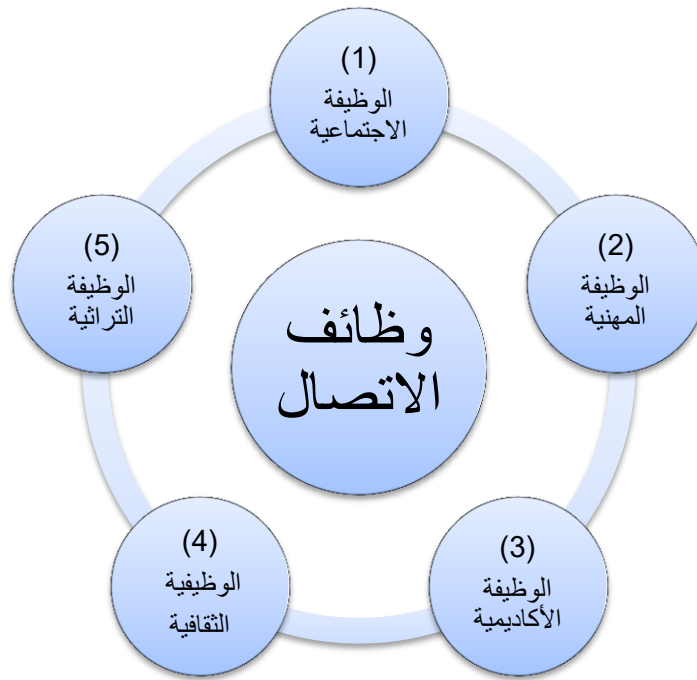 (1)
الوظيفة
الاجتماعية
(2)
الوظيفة
المهنية
(3)
الوظيفة
الأكاديمية
(4)
الوظيفية
الثقافية
(5)
الوظيفة
التراثية
وظائف
الاتصال